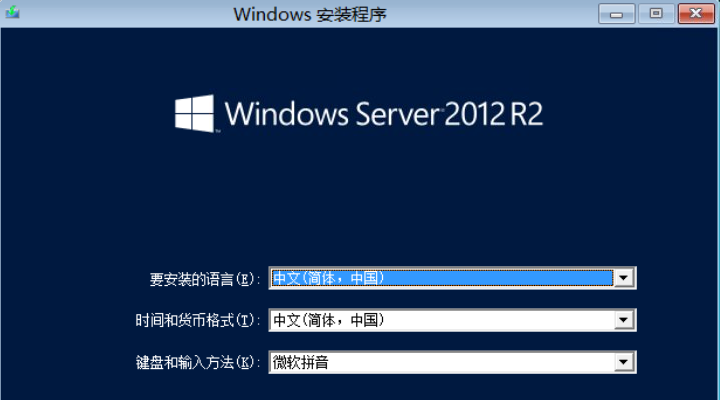 Windows 安装程序
Windows Server 2012 R2
要安装的语言(E): 中文(简体，中国)
时间和货币格式(T): 中文(简体，中国)
键盘和输入方法(K): 微软拼音